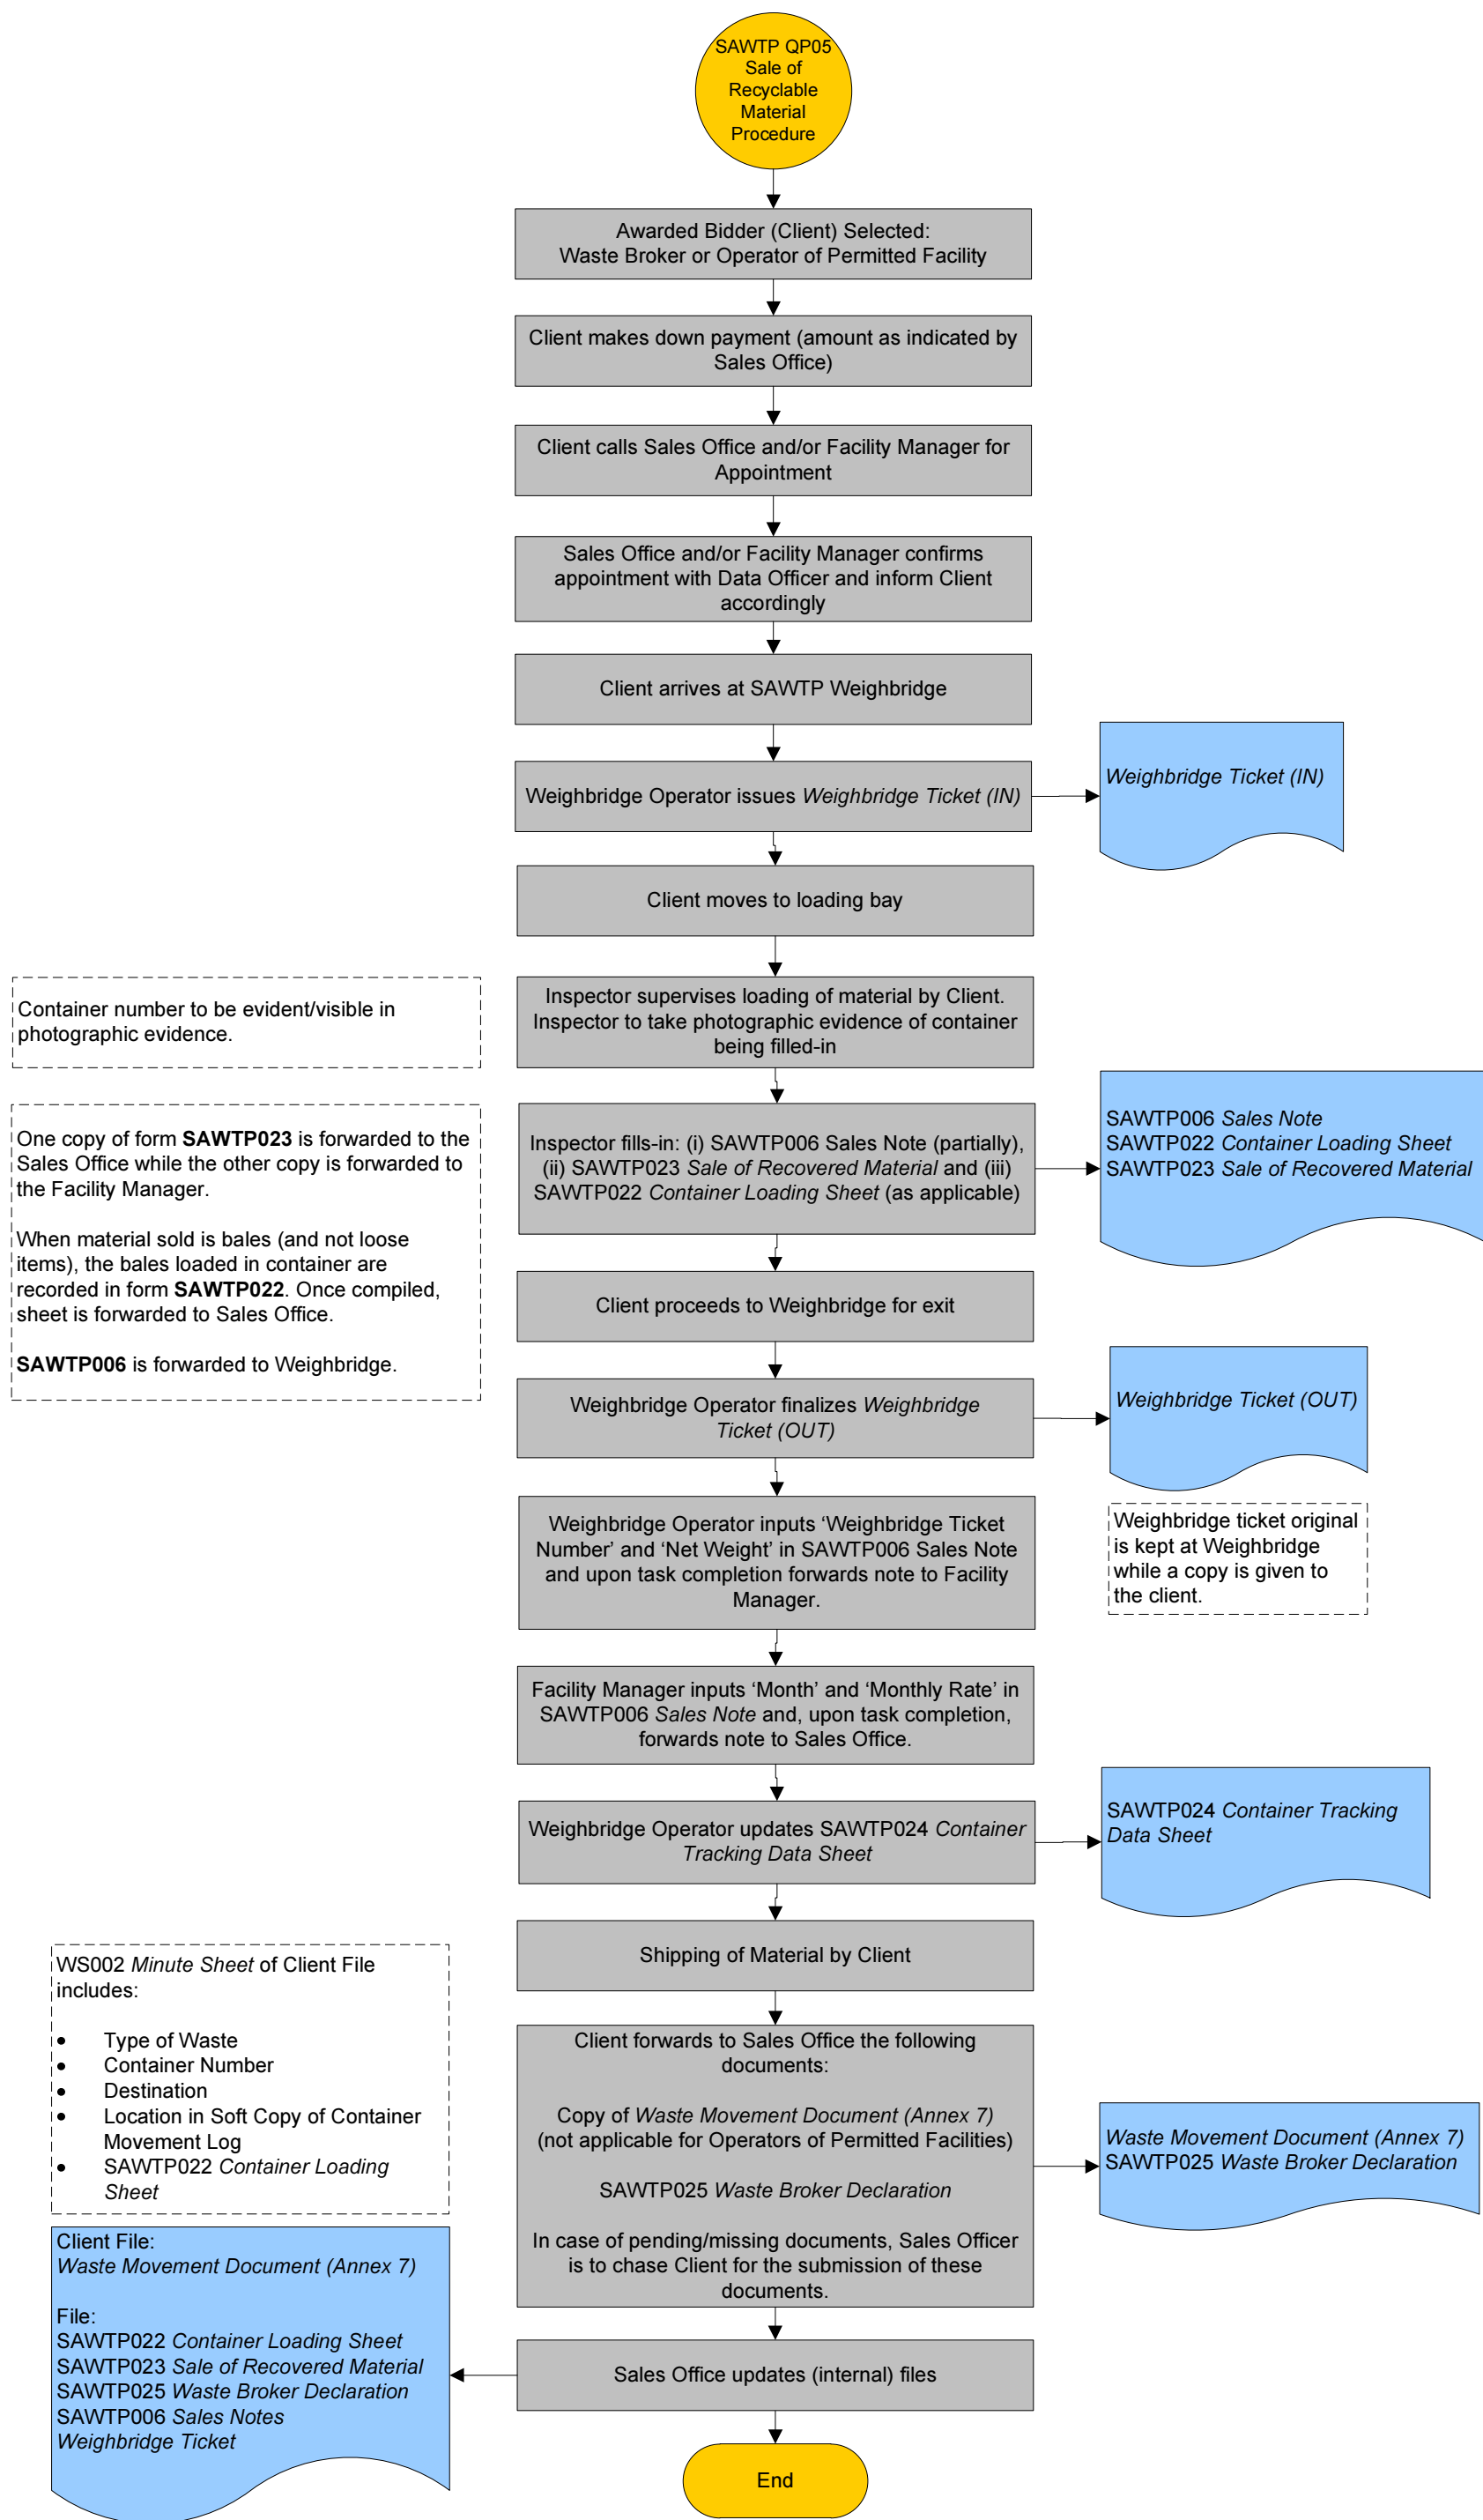 SAWTP QP05
Sale of
Recyclable
Material
Procedure
Awarded Bidder (Client) Selected:
Waste Broker or Operator of Permitted Facility
Client makes down payment (amount as indicated by
Sales Office)
Client calls Sales Office and/or Facility Manager for
Appointment
Sales Office and/or Facility Manager confirms
appointment with Data Officer and inform Client
accordingly
Client arrives at SAWTP Weighbridge
Weighbridge Operator issues Weighbridge Ticket (IN)
Weighbridge Ticket (IN)
Client moves to loading bay
Container number to be evident/visible in
photographic evidence.
Inspector supervises loading of material by Client.
Inspector to take photographic evidence of container
being filled-in
One copy of form SAWTP023 is forwarded to the
Sales Office while the other copy is forwarded to
the Facility Manager.
When material sold is bales (and not loose
items), the bales loaded in container are
recorded in form SAWTP022. Once compiled,
sheet is forwarded to Sales Office.
SAWTP006 is forwarded to Weighbridge.
Inspector fills-in: (i) SAWTP006 Sales Note (partially),
(ii) SAWTP023 Sale of Recovered Material and (iii)
SAWTP022 Container Loading Sheet (as applicable)
SAWTP006 Sales Note
SAWTP022 Container Loading Sheet
SAWTP023 Sale of Recovered Material
Client proceeds to Weighbridge for exit
Weighbridge Operator finalizes Weighbridge
Ticket (OUT)
Weighbridge Ticket (OUT)
Weighbridge ticket original
is kept at Weighbridge
while a copy is given to
the client.
Weighbridge Operator inputs ‘Weighbridge Ticket
Number’ and ‘Net Weight’ in SAWTP006 Sales Note
and upon task completion forwards note to Facility
Manager.
Facility Manager inputs ‘Month’ and ‘Monthly Rate’ in
SAWTP006 Sales Note and, upon task completion,
forwards note to Sales Office.
Weighbridge Operator updates SAWTP024 Container
Tracking Data Sheet
SAWTP024 Container Tracking
Data Sheet
Shipping of Material by Client
WS002 Minute Sheet of Client File
includes:
• Type of Waste
• Container Number
• Destination
• Location in Soft Copy of Container
Movement Log
• SAWTP022 Container Loading
Sheet
Client forwards to Sales Office the following
documents:
Copy of Waste Movement Document (Annex 7)
(not applicable for Operators of Permitted Facilities)
SAWTP025 Waste Broker Declaration
In case of pending/missing documents, Sales Officer
is to chase Client for the submission of these
documents.
Waste Movement Document (Annex 7)
SAWTP025 Waste Broker Declaration
Client File:
Waste Movement Document (Annex 7)
File:
SAWTP022 Container Loading Sheet
SAWTP023 Sale of Recovered Material
SAWTP025 Waste Broker Declaration
SAWTP006 Sales Notes
Weighbridge Ticket
Sales Office updates (internal) files
End